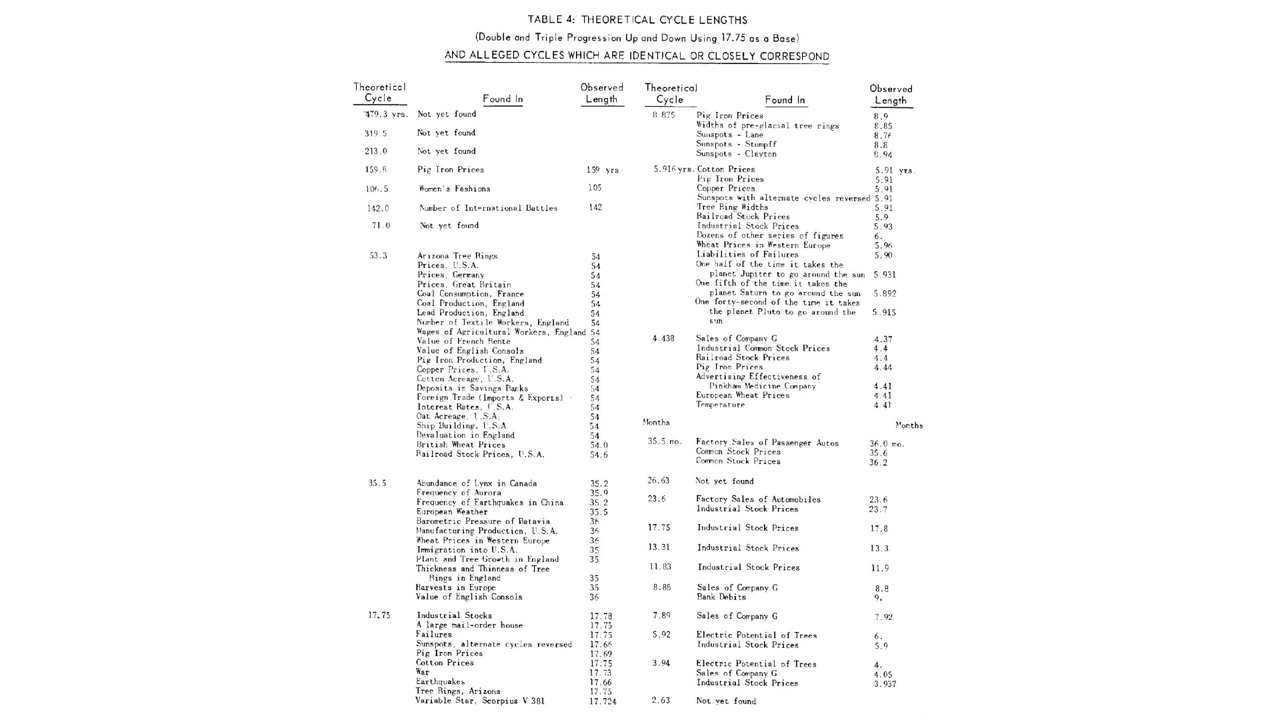 TABLE 4: THEORETICAL CYCLE LENGTHS
(Double and Triple Progression Up and Down Using 17.75 as a Base)
AND ALLEGED CYCLES WHICH ARE IDENTICAL OR CLOSELY CORRESPOND
Theoretical Cycle Found In Observed Length
479.3 yrs. Not yet found
319.5 Not yet found
213.0 Not yet found
159.8 Pig Iron Prices 159 yrs
106.5 Women's Fashions 105
142.0 Number of International Battles 142
71.0 Not yet found
53.3 Arizona Tree Rings 54
Prices, U.S.A. 54
Prices, Germany 54
Prices, Great Britain 54
Coal Consumption, France 54
Coal Production, England 54
Lead Production, England 54
Number of Textile Workers, England 54
Wages of Agricultural Workers, England 54
Value of French Rente 54
Value of English Consols 54
Pig Iron Production, England 54
Copper Prices, U.S.A. 54
Cotton Acreage, U.S.A. 54
Deposits in Savings Banks 54
Foreign Trade (Imports & Exports) 54
Interest Rates, U.S.A. 54
Oat Acreage, U.S.A. 54
Ship Building, U.S.A. 54
Devaluation in England 54
British Wheat Prices 54.0
Railroad Stock Prices, U.S.A. 54.6
35.5 Abundance of Lynx in Canada 35.2
Frequency of Aurora 35.9
Frequency of Earthquakes in China 35.2
European Weather 35.5
Barometric Pressure of Batavia 36
Manufacturing Production, U.S.A. 36
Wheat Prices in Western Europe 36
Immigration into U.S.A. 35
Plant and Tree Growth in England 35
Thickness and Thinness of Tree
Rings in England 35
Harvests in Europe 35
Value of English Consols 36
17.75 Industrial Stocks 17.78
A large mail-order house 17.75
Failures 17.75
Sunspots, alternate cycles reversed 17.66
Pig Iron Prices 17.69
Cotton Prices 17.75
War 17.73
Earthquakes 17.66
Tree Rings, Arizona 17.75
Variable Star, Scorpius V 381 17.724
Theoretical Cycle Found In Observed Length
8.875 Pig Iron Prices 8.9
Widths of pre-glacial tree rings 8.85
Sunspots - Lane 8.76
Sunspots - Stumpff 8.8
Sunspots - Clayton 8.94
5.916 yrs. Cotton Prices 5.91 yrs.
Pig Iron Prices 5.91
Copper Prices 5.91
Sunspots with alternate cycles reversed 5.91
Tree Ring Widths 5.91
Railroad Stock Prices 5.9
Industrial Stock Prices 5.93
Dozens of other series of figures 6.
Wheat Prices in Western Europe 5.96
Liabilities of Failures 5.90
One half of the time it takes the
planet Jupiter to go around the sun 5.931
One fifth of the time it takes the
planet Saturn to go around the sun 5.892
One forty-second of the time it takes
the planet Pluto to go around the 5.915
sun
4.438 Sales of Company G 4.37
Industrial Common Stock Prices 4.4
Railroad Stock Prices 4.4
Pig Iron Prices 4.44
Advertising Effectiveness of
Pinkham Medicine Company 4.41
European Wheat Prices 4.41
Temperature 4.41
Months Months
35.5 mo. Factory Sales of Passenger Autos 36.0 mo.
Common Stock Prices 35.6
Common Stock Prices 36.2
26.63 Not yet found
23.6 Factory Sales of Automobiles 23.6
Industrial Stock Prices 23.7
17.75 Industrial Stock Prices 17.8
13.31 Industrial Stock Prices 13.3
11.83 Industrial Stock Prices 11.9
8.88 Sales of Company G 8.8
Bank Debits 9.
7.89 Sales of Company G 7.92
5.92 Electric Potential of Trees 6.
Industrial Stock Prices 5.9
3.94 Electric Potential of Trees 4.
Sales of Company G 4.05
Industrial Stock Prices 3.937
2.63 Not yet found